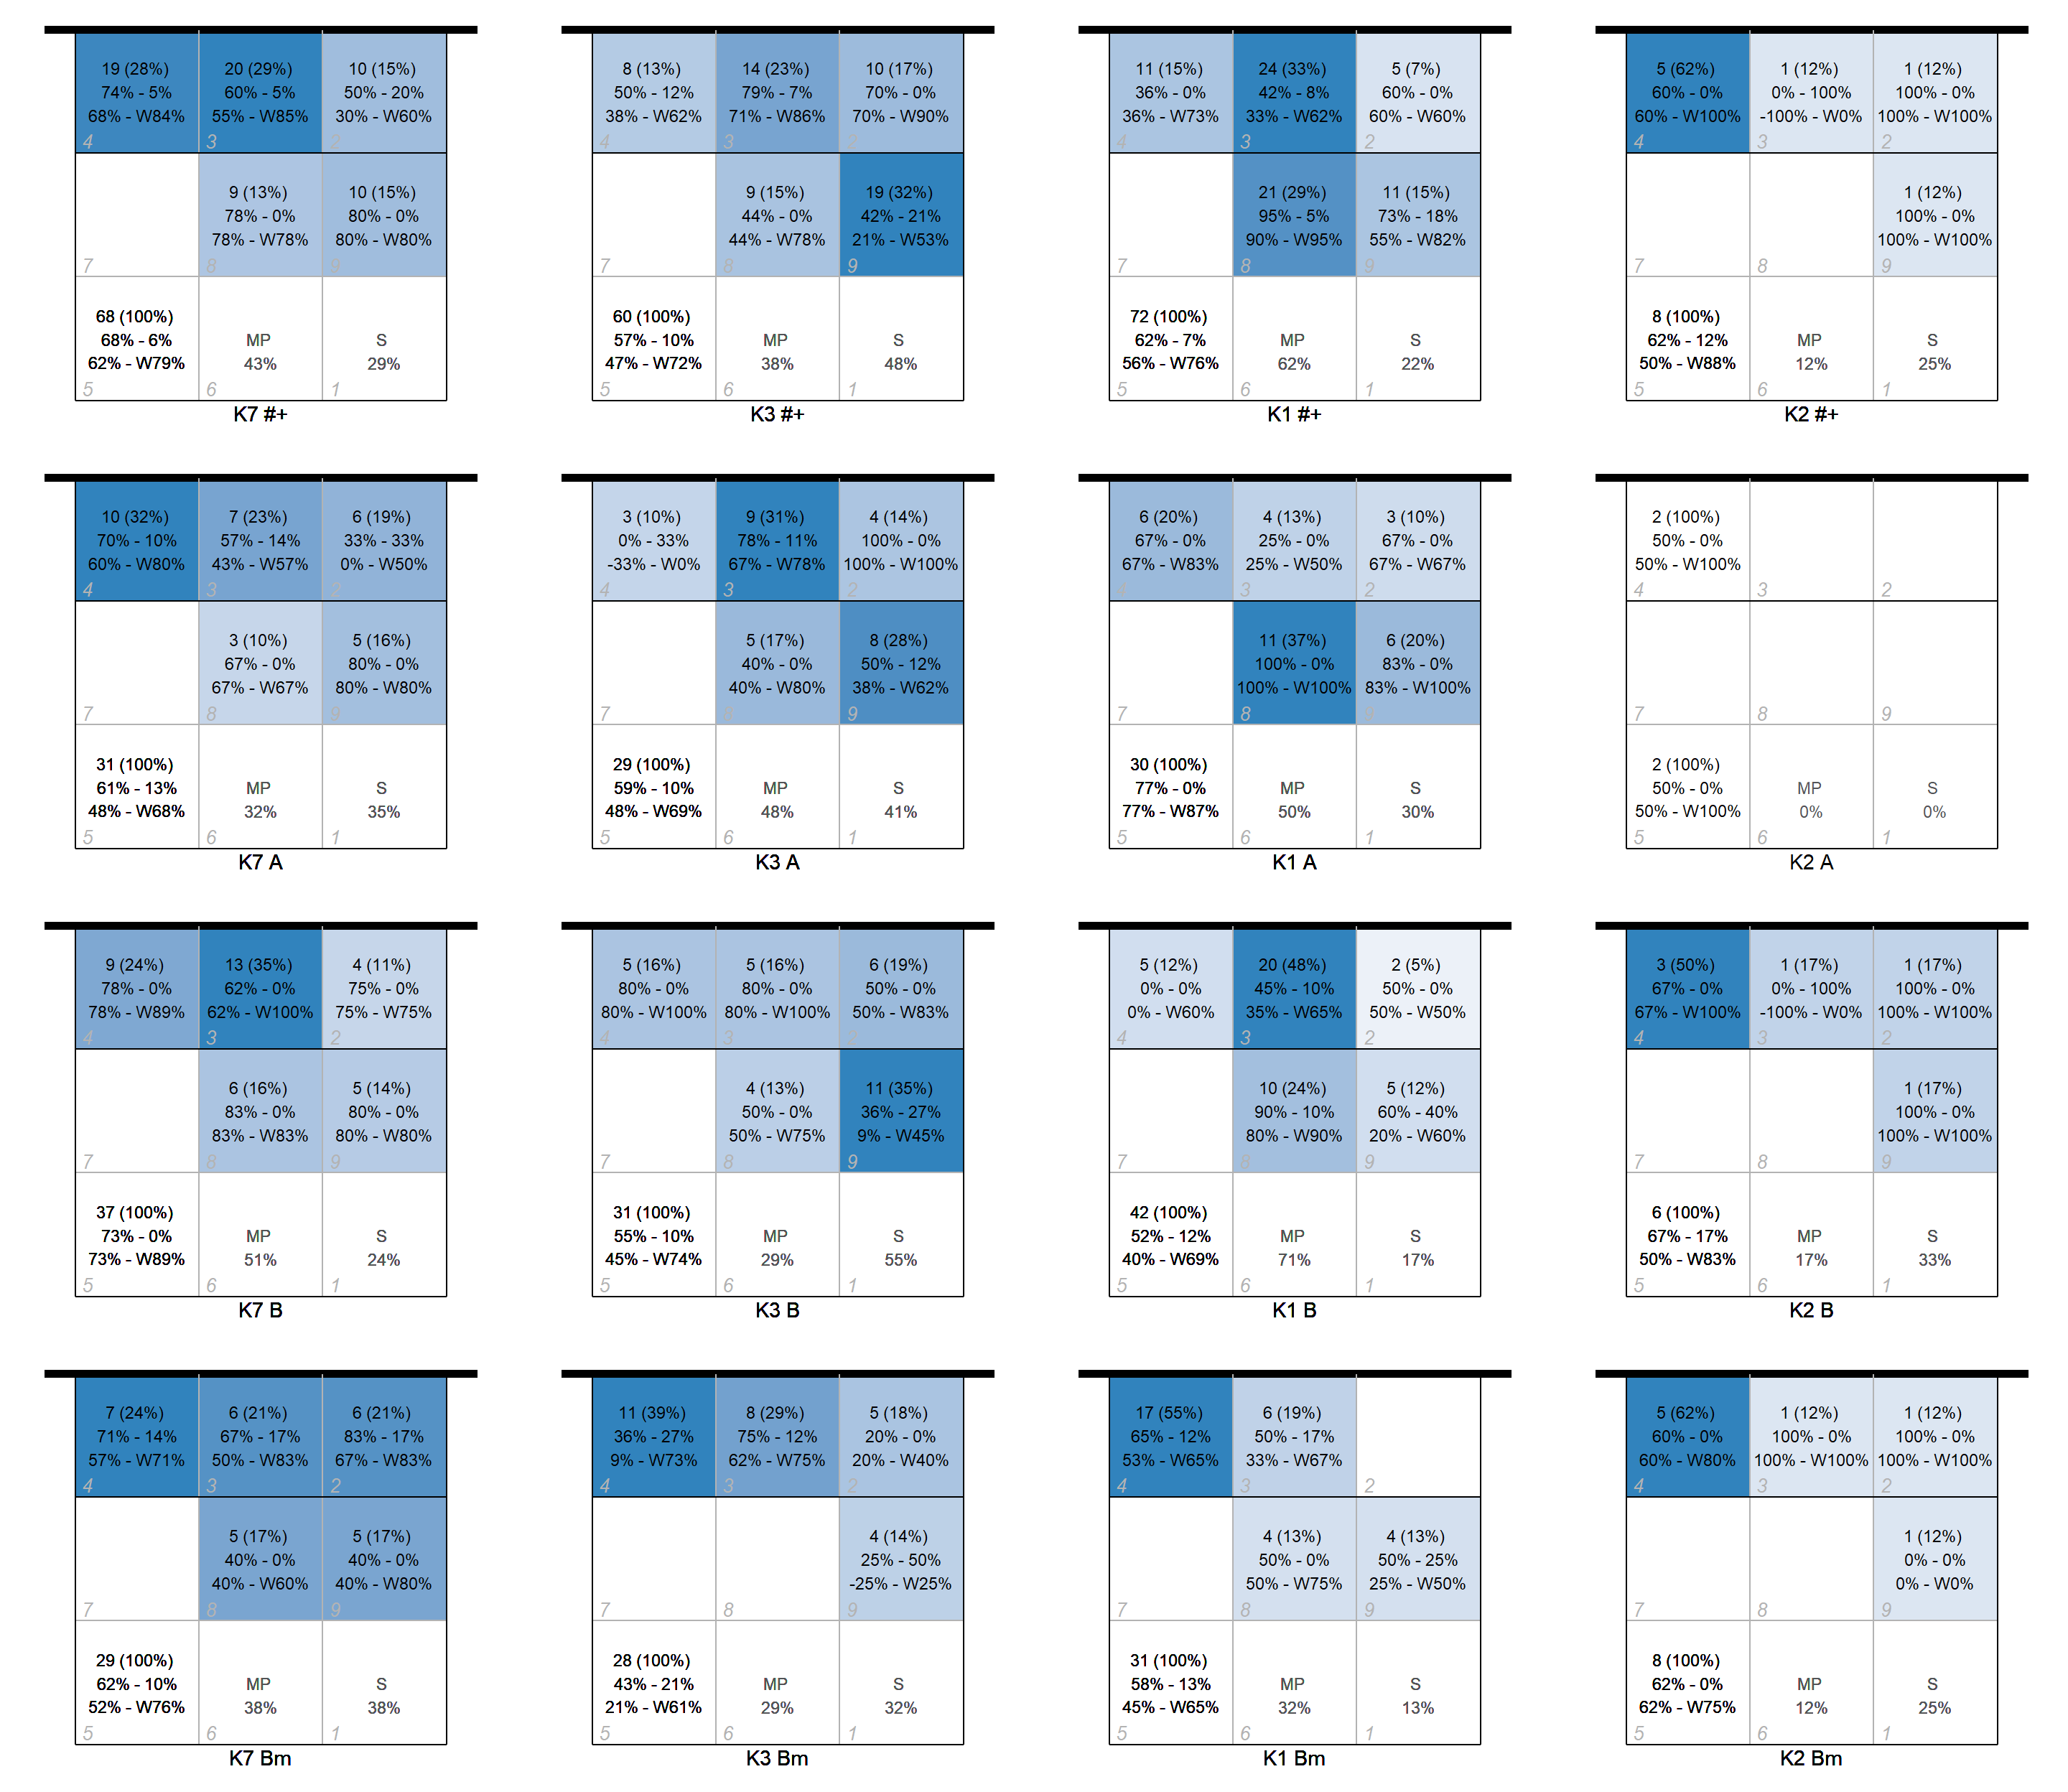 19 (28%)
74% - 5%
68% - W84%
4
20 (29%)
60% - 5%
55% - W85%
3
10 (15%)
50% - 20%
30% - W60%
2
7
9 (13%)
78% - 0%
78% - W78%
8
10 (15%)
80% - 0%
80% - W80%
9
68 (100%)
68% - 6%
62% - W79%
5
MP
43%
6
S
29%
1
K7 #+
8 (13%)
50% - 12%
38% - W62%
4
14 (23%)
79% - 7%
71% - W86%
3
10 (17%)
70% - 0%
70% - W90%
2
7
9 (15%)
44% - 0%
44% - W78%
8
19 (32%)
42% - 21%
21% - W53%
9
60 (100%)
57% - 10%
47% - W72%
5
MP
38%
6
S
48%
1
K3 #+
11 (15%)
36% - 0%
36% - W73%
4
24 (33%)
42% - 8%
33% - W62%
3
5 (7%)
60% - 0%
60% - W60%
2
7
21 (29%)
95% - 5%
90% - W95%
8
11 (15%)
73% - 18%
55% - W82%
9
72 (100%)
62% - 7%
56% - W76%
5
MP
62%
6
S
22%
1
K1 #+
5 (62%)
60% - 0%
60% - W100%
4
1 (12%)
0% - 100%
-100% - W0%
3
1 (12%)
100% - 0%
100% - W100%
2
7
8
1 (12%)
100% - 0%
100% - W100%
9
8 (100%)
62% - 12%
50% - W88%
5
MP
12%
6
S
25%
1
K2 #+
10 (32%)
70% - 10%
60% - W80%
4
7 (23%)
57% - 14%
43% - W57%
3
6 (19%)
33% - 33%
0% - W50%
2
7
3 (10%)
67% - 0%
67% - W67%
8
5 (16%)
80% - 0%
80% - W80%
9
31 (100%)
61% - 13%
48% - W68%
5
MP
32%
6
S
35%
1
K7 A
3 (10%)
0% - 33%
-33% - W0%
4
9 (31%)
78% - 11%
67% - W78%
3
4 (14%)
100% - 0%
100% - W100%
2
7
5 (17%)
40% - 0%
40% - W80%
8
8 (28%)
50% - 12%
38% - W62%
9
29 (100%)
59% - 10%
48% - W69%
5
MP
48%
6
S
41%
1
K3 A
6 (20%)
67% - 0%
67% - W83%
4
4 (13%)
25% - 0%
25% - W50%
3
3 (10%)
67% - 0%
67% - W67%
2
7
11 (37%)
100% - 0%
100% - W100%
8
6 (20%)
83% - 0%
83% - W100%
9
30 (100%)
77% - 0%
77% - W87%
5
MP
50%
6
S
30%
1
K1 A
2 (100%)
50% - 0%
50% - W100%
4
3
2
7
8
9
2 (100%)
50% - 0%
50% - W100%
5
MP
0%
6
S
0%
1
K2 A
9 (24%)
78% - 0%
78% - W89%
4
13 (35%)
62% - 0%
62% - W100%
3
4 (11%)
75% - 0%
75% - W75%
2
7
6 (16%)
83% - 0%
83% - W83%
8
5 (14%)
80% - 0%
80% - W80%
9
37 (100%)
73% - 0%
73% - W89%
5
MP
51%
6
S
24%
1
K7 B
5 (16%)
80% - 0%
80% - W100%
4
5 (16%)
80% - 0%
80% - W100%
3
6 (19%)
50% - 0%
50% - W83%
2
7
4 (13%)
50% - 0%
50% - W75%
8
11 (35%)
36% - 27%
9% - W45%
9
31 (100%)
55% - 10%
45% - W74%
5
MP
29%
6
S
55%
1
K3 B
5 (12%)
0% - 0%
0% - W60%
4
20 (48%)
45% - 10%
35% - W65%
3
2 (5%)
50% - 0%
50% - W50%
2
7
10 (24%)
90% - 10%
80% - W90%
8
5 (12%)
60% - 40%
20% - W60%
9
42 (100%)
52% - 12%
40% - W69%
5
MP
71%
6
S
17%
1
K1 B
3 (50%)
67% - 0%
67% - W100%
4
1 (17%)
0% - 100%
-100% - W0%
3
1 (17%)
100% - 0%
100% - W100%
2
7
8
1 (17%)
100% - 0%
100% - W100%
9
6 (100%)
67% - 17%
50% - W83%
5
MP
17%
6
S
33%
1
K2 B
7 (24%)
71% - 14%
57% - W71%
4
6 (21%)
67% - 17%
50% - W83%
3
6 (21%)
83% - 17%
67% - W83%
2
7
5 (17%)
40% - 0%
40% - W60%
8
5 (17%)
40% - 0%
40% - W80%
9
29 (100%)
62% - 10%
52% - W76%
5
MP
38%
6
S
38%
1
K7 Bm
11 (39%)
36% - 27%
9% - W73%
4
8 (29%)
75% - 12%
62% - W75%
3
5 (18%)
20% - 0%
20% - W40%
2
7
8
4 (14%)
25% - 50%
-25% - W25%
9
28 (100%)
43% - 21%
21% - W61%
5
MP
29%
6
S
32%
1
K3 Bm
17 (55%)
65% - 12%
53% - W65%
4
6 (19%)
50% - 17%
33% - W67%
3
2
7
4 (13%)
50% - 0%
50% - W75%
8
4 (13%)
50% - 25%
25% - W50%
9
31 (100%)
58% - 13%
45% - W65%
5
MP
32%
6
S
13%
1
K1 Bm
5 (62%)
60% - 0%
60% - W80%
4
1 (12%)
100% - 0%
100% - W100%
3
1 (12%)
100% - 0%
100% - W100%
2
7
8
1 (12%)
0% - 0%
0% - W0%
9
8 (100%)
62% - 0%
62% - W75%
5
MP
12%
6
S
25%
1
K2 Bm